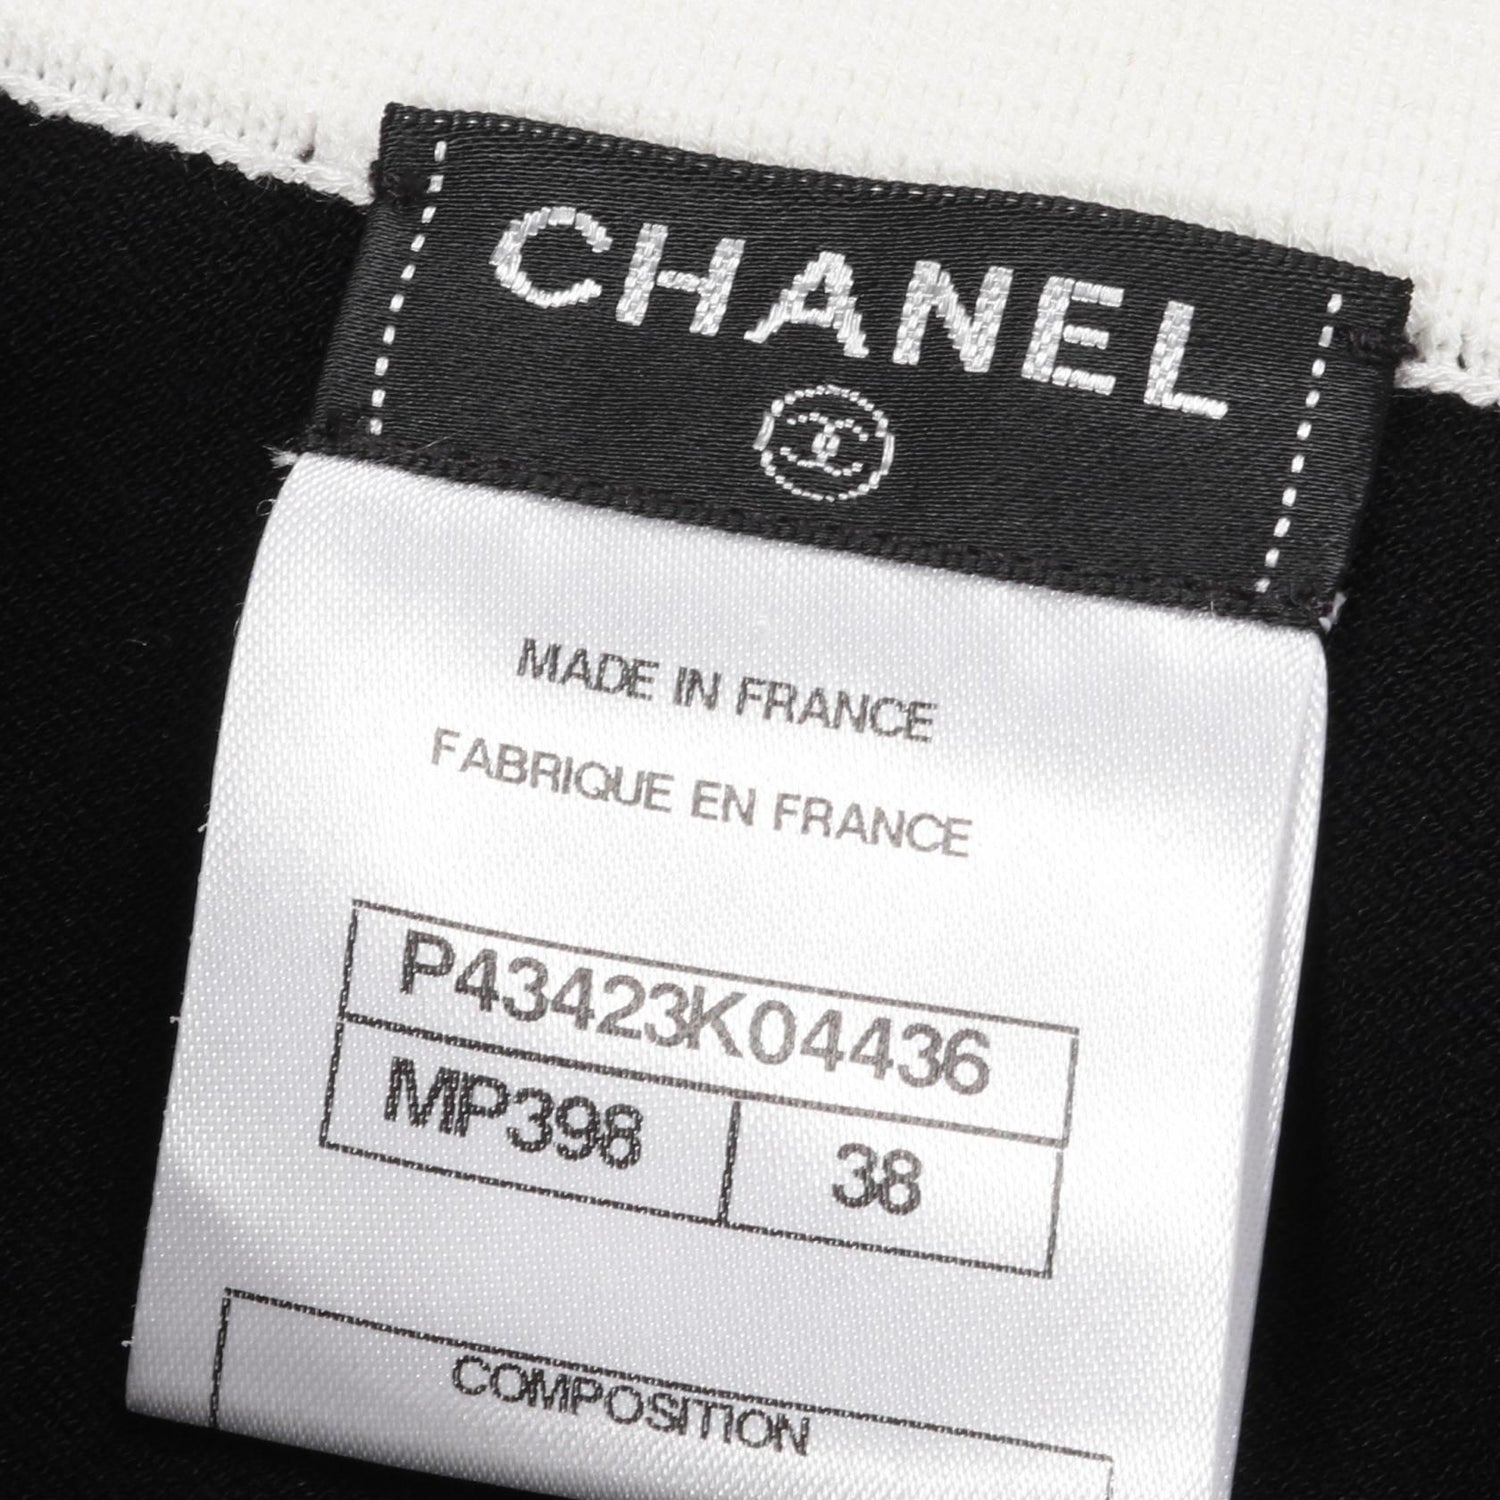 CHANEL
MADE IN FRANCE
FABRIQUE EN FRANCE
P43423K04436
MP398 38
COMPOSITION